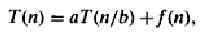 T(n) = aT(n/b) + f(n),